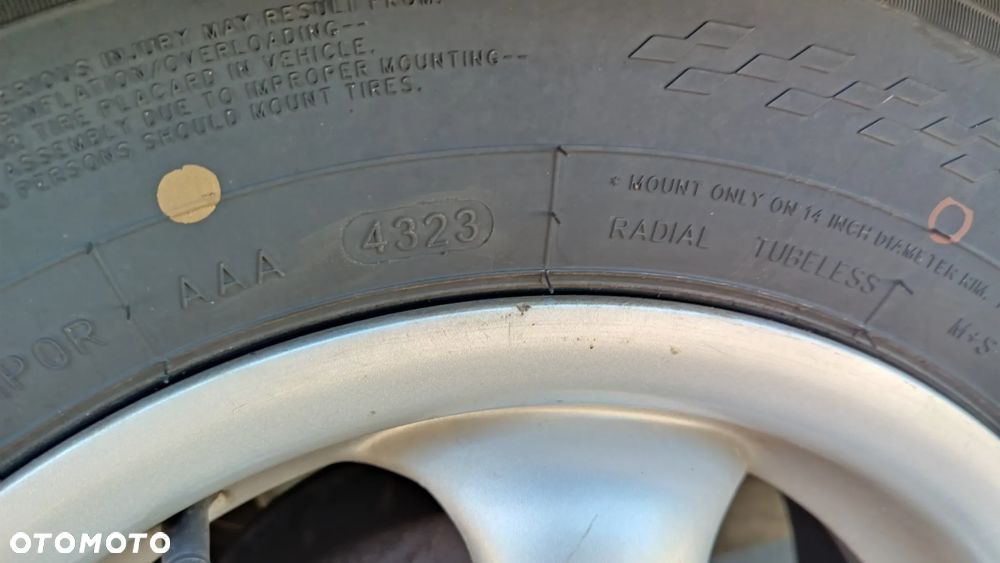 INJURY MAY RESULT FROM:
INFLATION/OVERLOADING--
TIRE PLACARD IN VEHICLE.
ASSEMBLY DUE TO IMPROPER MOUNTING--
PERSONS SHOULD MOUNT TIRES.
* MOUNT ONLY ON 14 INCH DIAMETER RIM.
POR AAA 4323 RADIAL TUBELESS M+S
OTOMOTO